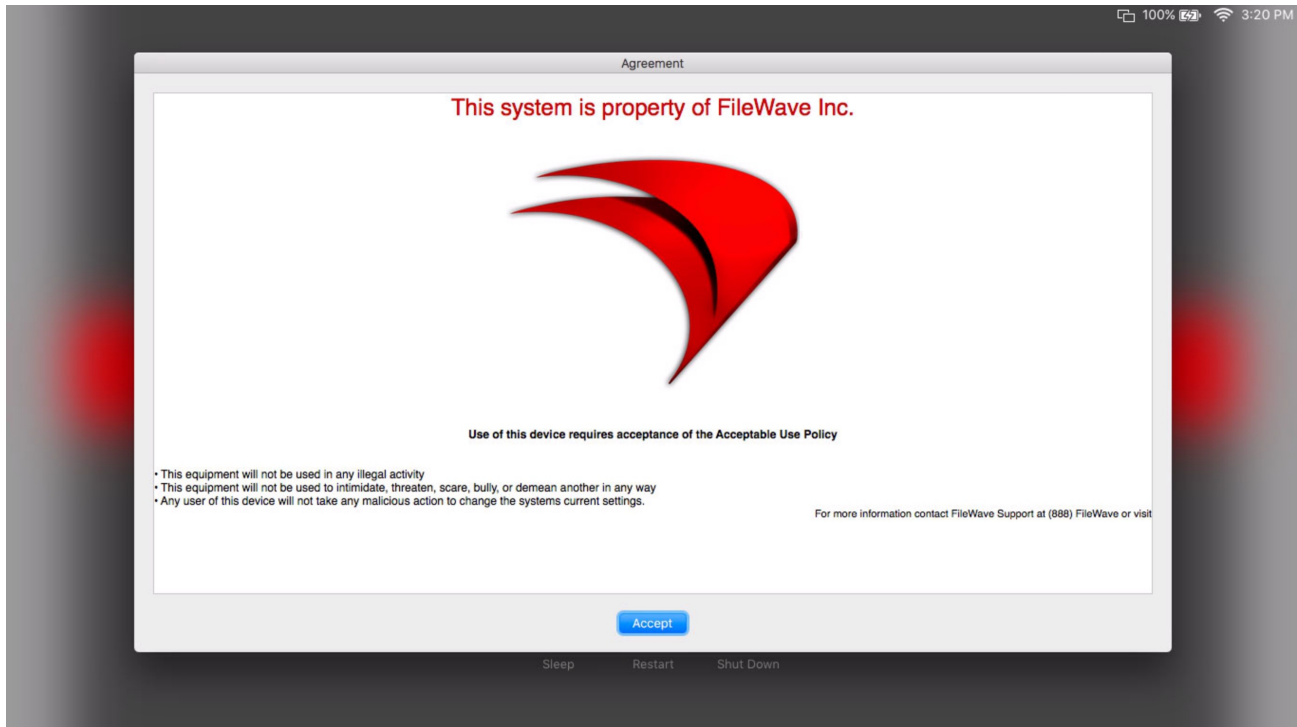 100% 3:20 PM
Agreement
This system is property of FileWave Inc.
Use of this device requires acceptance of the Acceptable Use Policy
• This equipment will not be used in any illegal activity
• This equipment will not be used to intimidate, threaten, scare, bully, or demean another in any way
• Any user of this device will not take any malicious action to change the systems current settings.
For more information contact FileWave Support at (888) FileWave or visit
Accept
Sleep Restart Shut Down